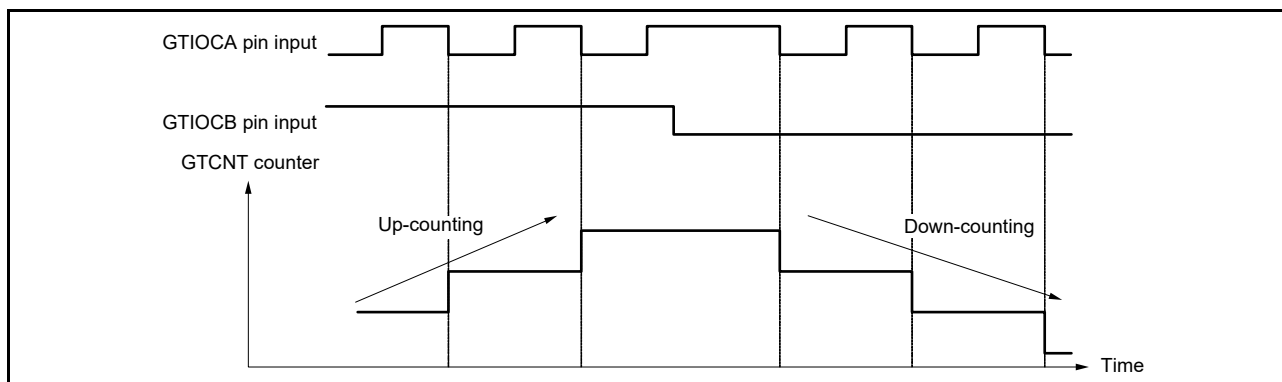 GTIOCA pin input
GTIOCB pin input
GTCNT counter
Up-counting
Down-counting
Time